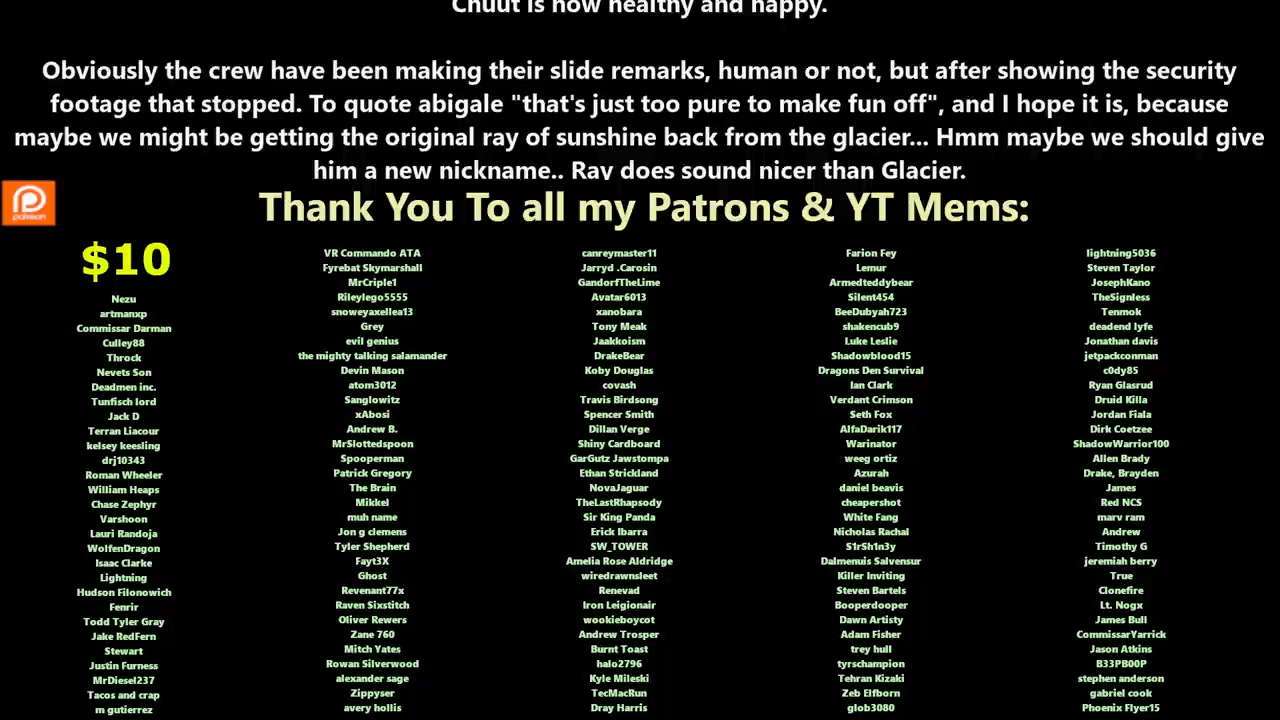 Chuut is now healthy and happy.
Obviously the crew have been making their slide remarks, human or not, but after showing the security
footage that stopped. To quote abigale "that's just too pure to make fun off", and I hope it is, because
maybe we might be getting the original ray of sunshine back from the glacier... Hmm maybe we should give
him a new nickname.. Ray does sound nicer than Glacier.
patreon
Thank You To all my Patrons & YT Mems:
$10
Nezu
artmanxp
Commissar Darman
Culley88
Throck
Nevets Son
Deadmen inc.
Tunfisch lord
Jack D
Terran Liacour
kelsey keesling
drj10343
Roman Wheeler
William Heaps
Chase Zephyr
Varshoon
Lauri Randoja
WolfenDragon
Isaac Clarke
Lightning
Hudson Filonowich
Fenrir
Todd Tyler Gray
Jake RedFern
Stewart
Justin Furness
MrDiesel237
Tacos and crap
m gutierrez
VR Commando ATA
Fyrebat Skymarshall
MrCriple1
Rileylego5555
snoweyaxellea13
Grey
evil genius
the mighty talking salamander
Devin Mason
atom3012
Sanglowitz
xAbosi
Andrew B.
MrSlottedspoon
Spooperman
Patrick Gregory
The Brain
Mikkel
muh name
Jon g clemens
Tyler Shepherd
Fayt3X
Ghost
Revenant77x
Raven Sixstitch
Oliver Rewers
Zane 760
Mitch Yates
Rowan Silverwood
alexander sage
Zippyser
avery hollis
canreymaster11
Jarryd .Carosin
GandorfTheLime
Avatar6013
xanobara
Tony Meak
Jaakkoism
DrakeBear
Koby Douglas
covash
Travis Birdsong
Spencer Smith
Dillan Verge
Shiny Cardboard
GarGutz Jawstompa
Ethan Strickland
NovaJaguar
TheLastRhapsody
Sir King Panda
Erick Ibarra
SW_TOWER
Amelia Rose Aldridge
wiredrawnsleet
Renevad
Iron Leigionair
wookieboycot
Andrew Trosper
Burnt Toast
halo2796
Kyle Mileski
TecMacRun
Dray Harris
Farion Fey
Lemur
Armedteddybear
Silent454
BeeDubyah723
shakencub9
Luke Leslie
Shadowblood15
Dragons Den Survival
Ian Clark
Verdant Crimson
Seth Fox
AlfaDarik117
Warinator
weeg ortiz
Azurah
daniel beavis
cheapershot
White Fang
Nicholas Rachal
S1rSh1n3y
Dalmenuis Salvensur
Killer Inviting
Steven Bartels
Booperdooper
Dawn Artisty
Adam Fisher
trey hull
tyrschampion
Tehran Kizaki
Zeb Elfborn
glob3080
lightning5036
Steven Taylor
JosephKano
TheSignless
Tenmok
deadend lyfe
Jonathan davis
jetpackconman
c0dy85
Ryan Glasrud
Druid Killa
Jordan Fiala
Dirk Coetzee
ShadowWarrior100
Allen Brady
Drake, Brayden
James
Red NCS
marv ram
Andrew
Timothy G
jeremiah berry
True
Clonefire
Lt. Nogx
James Bull
CommissarYarrick
Jason Atkins
B33PB00P
stephen anderson
gabriel cook
Phoenix Flyer15